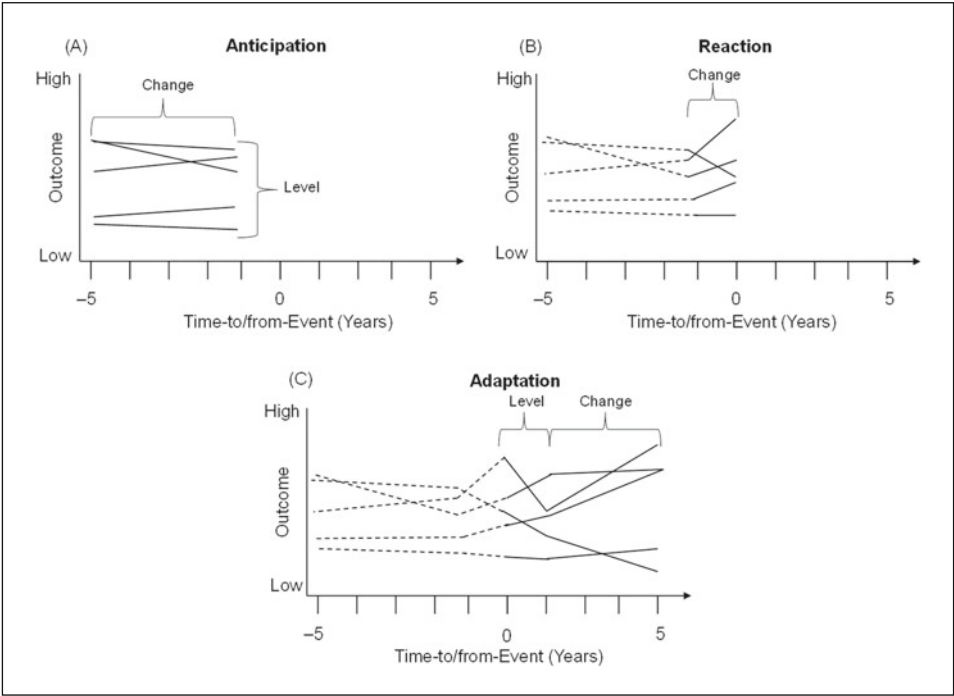 (A)
Anticipation
High
Change
Outcome
Level
Low
–5
0
5
Time-to/from-Event (Years)
(B)
Reaction
High
Change
Outcome
Low
–5
0
5
Time-to/from-Event (Years)
(C)
Adaptation
High
Level
Change
Outcome
Low
–5
0
5
Time-to/from-Event (Years)